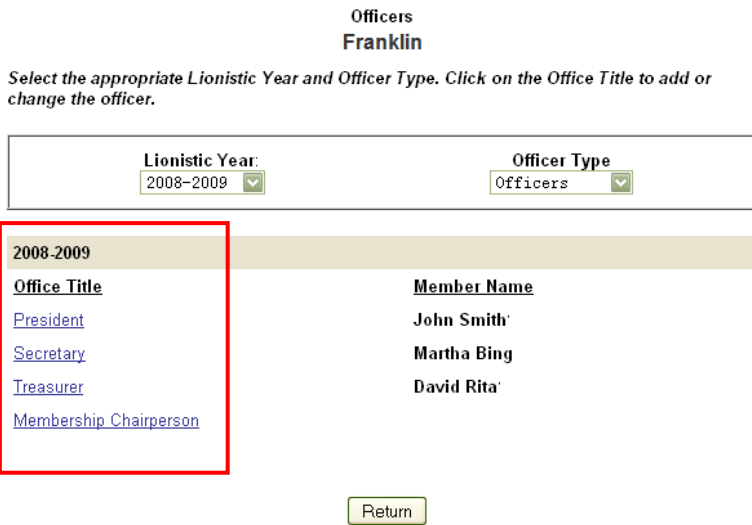 Officers
Franklin
Select the appropriate Lionistic Year and Officer Type. Click on the Office Title to add or
change the officer.
Lionistic Year: Officer Type
2008-2009 Officers
2008-2009
Office Title Member Name
President John Smith
Secretary Martha Bing
Treasurer David Rita
Membership Chairperson
Return